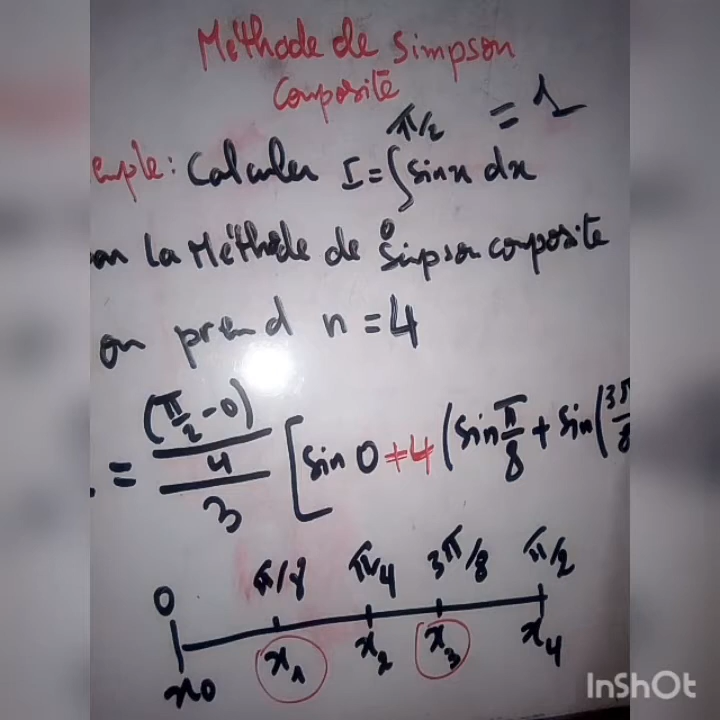 Méthode de Simpson
Composité
emple: Calculer I = ∫₀^{π/2} sin x dx = 1
La Méthode de Simpson composite
on prend n = 4
= ((π/2 - 0)/4)/3 [sin 0 + 4 (sin π/8 + sin (3π/8
0 π/8 π/4 3π/8 π/2
x0 x1 x2 x3 x4
InShOt